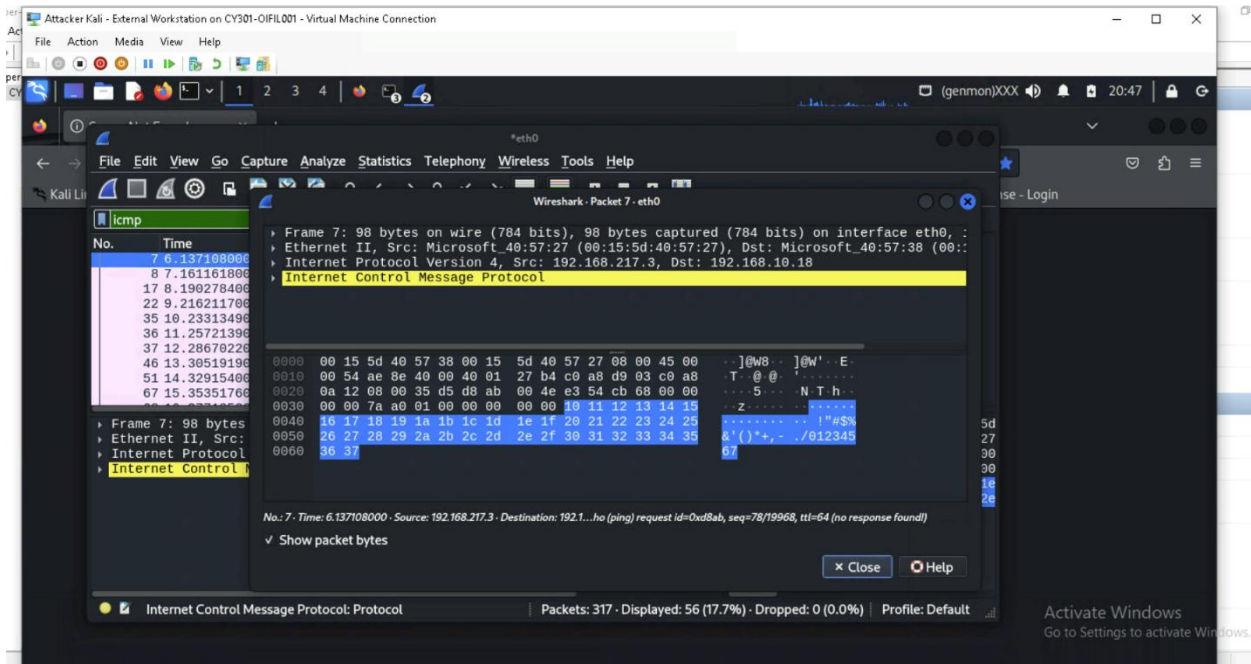 Attacker Kali - External Workstation on CY301-OIFIL001 - Virtual Machine Connection
File Action Media View Help
1 2 3 4 (genmon)XXX 20:47
*eth0
File Edit View Go Capture Analyze Statistics Telephony Wireless Tools Help
Kali Li
Wireshark · Packet 7 · eth0
nse - Login
icmp
No. Time
7 6.137108000
8 7.161161800
17 8.190278400
22 9.216211700
35 10.23313490
36 11.25721390
37 12.28670220
46 13.30519190
51 14.32915400
67 15.35351760
Frame 7: 98 bytes on wire (784 bits), 98 bytes captured (784 bits) on interface eth0,
Ethernet II, Src: Microsoft_40:57:27 (00:15:5d:40:57:27), Dst: Microsoft_40:57:38 (00:1
Internet Protocol Version 4, Src: 192.168.217.3, Dst: 192.168.10.18
Internet Control Message Protocol
0000 00 15 5d 40 57 38 00 15 5d 40 57 27 08 00 45 00 ··]@W8·· ]@W'··E·
0010 00 54 ae 8e 40 00 40 01 27 b4 c0 a8 d9 03 c0 a8 ·T··@·@· '·······
0020 0a 12 08 00 35 d5 d8 ab 00 4e e3 54 cb 68 00 00 ····5··· ·N·T·h··
0030 00 00 7a a0 01 00 00 00 00 00 10 11 12 13 14 15 ··z····· ········
0040 16 17 18 19 1a 1b 1c 1d 1e 1f 20 21 22 23 24 25 ········ ·· !"#$%
0050 26 27 28 29 2a 2b 2c 2d 2e 2f 30 31 32 33 34 35 &'()*+,- ./012345
0060 36 37 67
Frame 7: 98 bytes
Ethernet II, Src:
Internet Protocol
Internet Control M
5d
27
00
00
1e
2e
No.: 7 · Time: 6.137108000 · Source: 192.168.217.3 · Destination: 192.1...ho (ping) request id=0xd8ab, seq=78/19968, ttl=64 (no response found!)
Show packet bytes
Close Help
Internet Control Message Protocol: Protocol
Packets: 317 · Displayed: 56 (17.7%) · Dropped: 0 (0.0%)
Profile: Default
Activate Windows
Go to Settings to activate Windows.